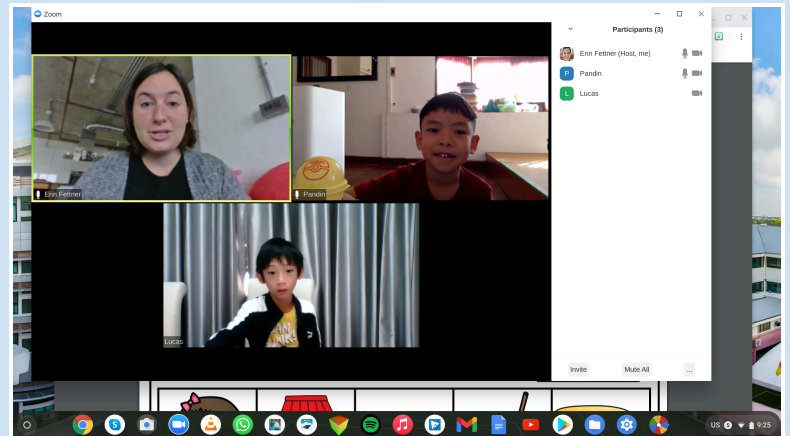 Zoom
Participants (3)
Erin Fettner (Host, me)
P Pandin
L Lucas
Erin Fettner
Pandin
Lucas
Invite
Mute All
...
US
9:25